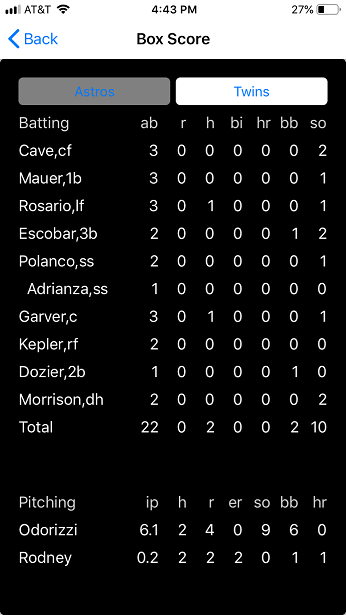 AT&T 4:43 PM 27%
Back Box Score
Astros Twins
Batting ab r h bi hr bb so
Cave,cf 3 0 0 0 0 0 2
Mauer,1b 3 0 0 0 0 0 1
Rosario,lf 3 0 1 0 0 0 1
Escobar,3b 2 0 0 0 0 1 2
Polanco,ss 2 0 0 0 0 0 1
Adrianza,ss 1 0 0 0 0 0 0
Garver,c 3 0 1 0 0 0 1
Kepler,rf 2 0 0 0 0 0 0
Dozier,2b 1 0 0 0 0 1 0
Morrison,dh 2 0 0 0 0 0 2
Total 22 0 2 0 0 2 10
Pitching ip h r er so bb hr
Odorizzi 6.1 2 4 0 9 6 0
Rodney 0.2 2 2 2 0 1 1